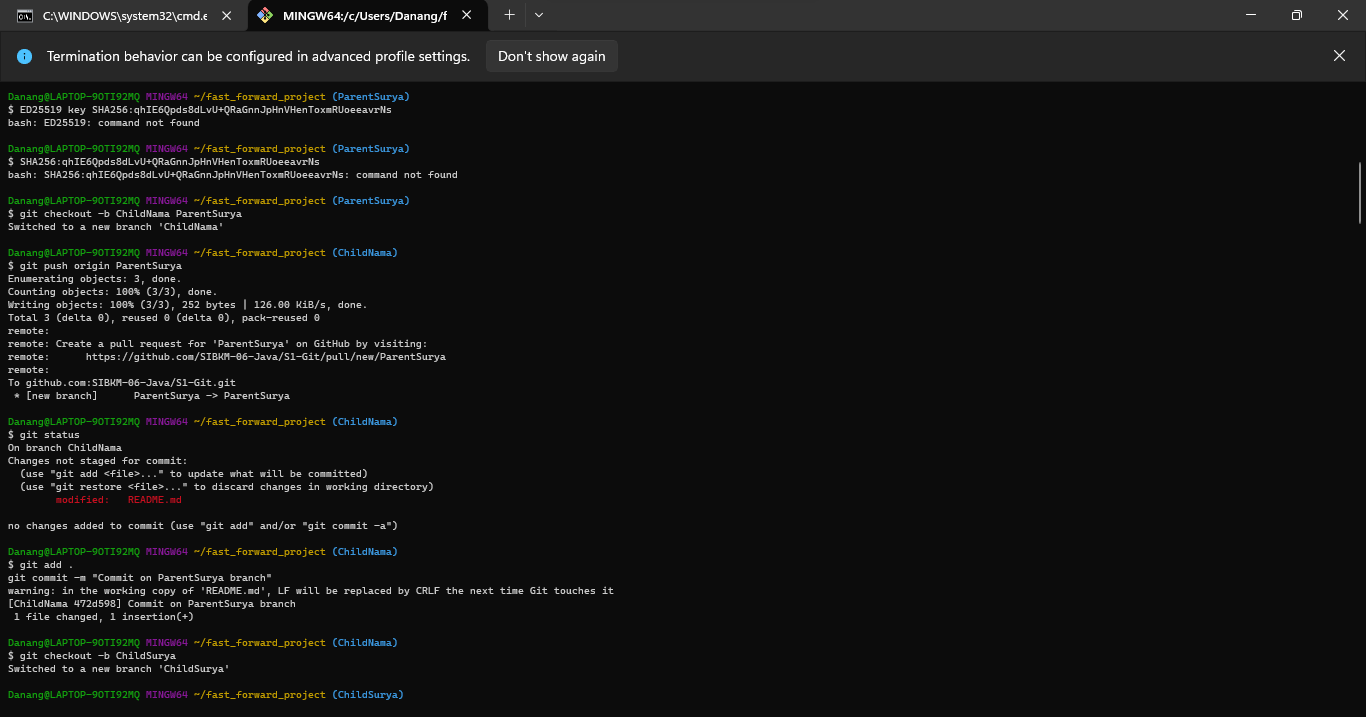 C:\WINDOWS\system32\cmd.e
MINGW64:/c/Users/Danang/f
Termination behavior can be configured in advanced profile settings.
Don't show again
Danang@LAPTOP-9OTI92MQ MINGW64 ~/fast_forward_project (ParentSurya)
$ ED25519 key SHA256:qhIE6Qpds8dLvU+QRaGnnJpHnVHenToxmRUoeeavrNs
bash: ED25519: command not found
Danang@LAPTOP-9OTI92MQ MINGW64 ~/fast_forward_project (ParentSurya)
$ SHA256:qhIE6Qpds8dLvU+QRaGnnJpHnVHenToxmRUoeeavrNs
bash: SHA256:qhIE6Qpds8dLvU+QRaGnnJpHnVHenToxmRUoeeavrNs: command not found
Danang@LAPTOP-9OTI92MQ MINGW64 ~/fast_forward_project (ParentSurya)
$ git checkout -b ChildNama ParentSurya
Switched to a new branch 'ChildNama'
Danang@LAPTOP-9OTI92MQ MINGW64 ~/fast_forward_project (ChildNama)
$ git push origin ParentSurya
Enumerating objects: 3, done.
Counting objects: 100% (3/3), done.
Writing objects: 100% (3/3), 252 bytes | 126.00 KiB/s, done.
Total 3 (delta 0), reused 0 (delta 0), pack-reused 0
remote:
remote: Create a pull request for 'ParentSurya' on GitHub by visiting:
remote:      https://github.com/SIBKM-06-Java/S1-Git/pull/new/ParentSurya
remote:
To github.com:SIBKM-06-Java/S1-Git.git
 * [new branch]      ParentSurya -> ParentSurya
Danang@LAPTOP-9OTI92MQ MINGW64 ~/fast_forward_project (ChildNama)
$ git status
On branch ChildNama
Changes not staged for commit:
  (use "git add <file>..." to update what will be committed)
  (use "git restore <file>..." to discard changes in working directory)
        modified:   README.md
no changes added to commit (use "git add" and/or "git commit -a")
Danang@LAPTOP-9OTI92MQ MINGW64 ~/fast_forward_project (ChildNama)
$ git add .
git commit -m "Commit on ParentSurya branch"
warning: in the working copy of 'README.md', LF will be replaced by CRLF the next time Git touches it
[ChildNama 472d598] Commit on ParentSurya branch
 1 file changed, 1 insertion(+)
Danang@LAPTOP-9OTI92MQ MINGW64 ~/fast_forward_project (ChildNama)
$ git checkout -b ChildSurya
Switched to a new branch 'ChildSurya'
Danang@LAPTOP-9OTI92MQ MINGW64 ~/fast_forward_project (ChildSurya)